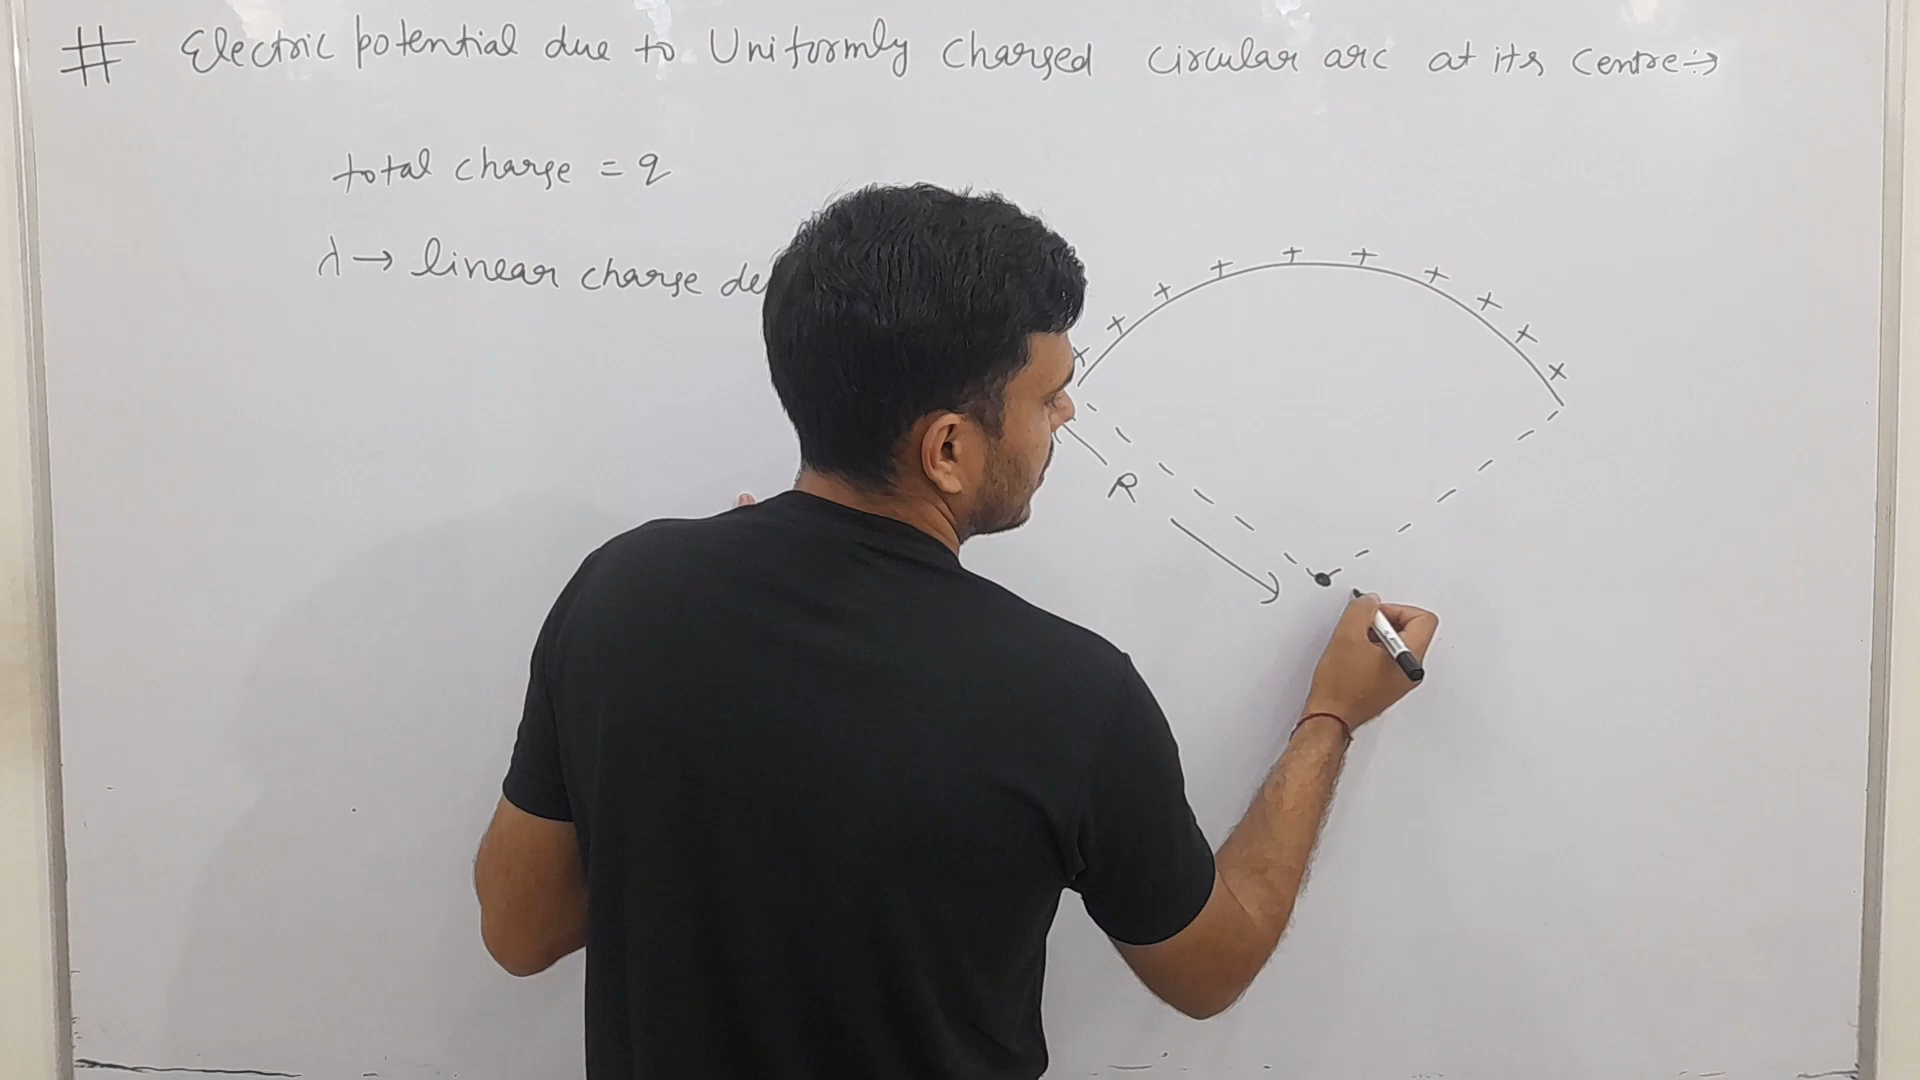 # Electric potential due to Uniformly Charged Circular arc at its Centre :→
total charge = q
λ → linear charge de
+ + + + + + + + + +
R